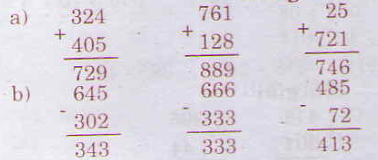 a) 324 761 25
+ + +
405 128 721
729 889 746
b) 645 666 485
- - -
302 333 72
343 333 413